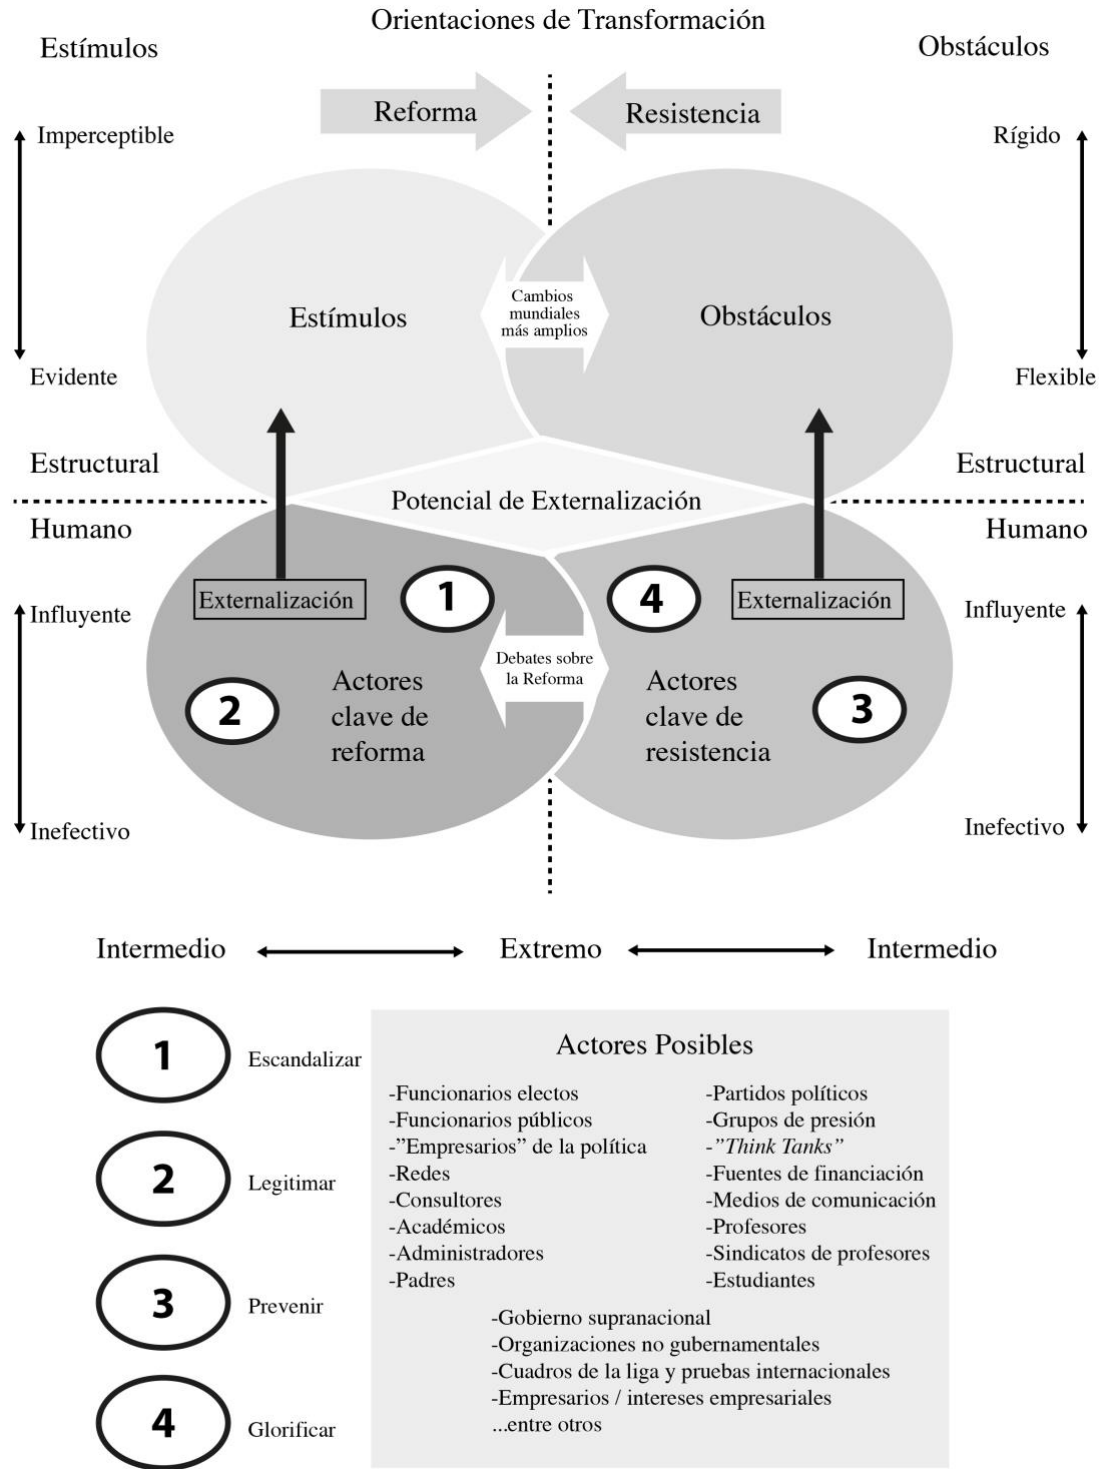 Orientaciones de Transformación
Estímulos
Obstáculos
Reforma
Resistencia
Imperceptible
Rígido
Estímulos
Cambios
mundiales
más amplios
Obstáculos
Evidente
Flexible
Estructural
Estructural
Potencial de Externalización
Humano
Humano
Externalización
1
4
Externalización
Influyente
Influyente
Debates sobre
la Reforma
2
Actores
clave de
reforma
Actores
clave de
resistencia
3
Inefectivo
Inefectivo
Intermedio
Extremo
Intermedio
1 Escandalizar
2 Legitimar
3 Prevenir
4 Glorificar
Actores Posibles
-Funcionarios electos
-Funcionarios públicos
-”Empresarios” de la política
-Redes
-Consultores
-Académicos
-Administradores
-Padres
-Partidos políticos
-Grupos de presión
-”Think Tanks”
-Fuentes de financiación
-Medios de comunicación
-Profesores
-Sindicatos de profesores
-Estudiantes
-Gobierno supranacional
-Organizaciones no gubernamentales
-Cuadros de la liga y pruebas internacionales
-Empresarios / intereses empresariales
...entre otros